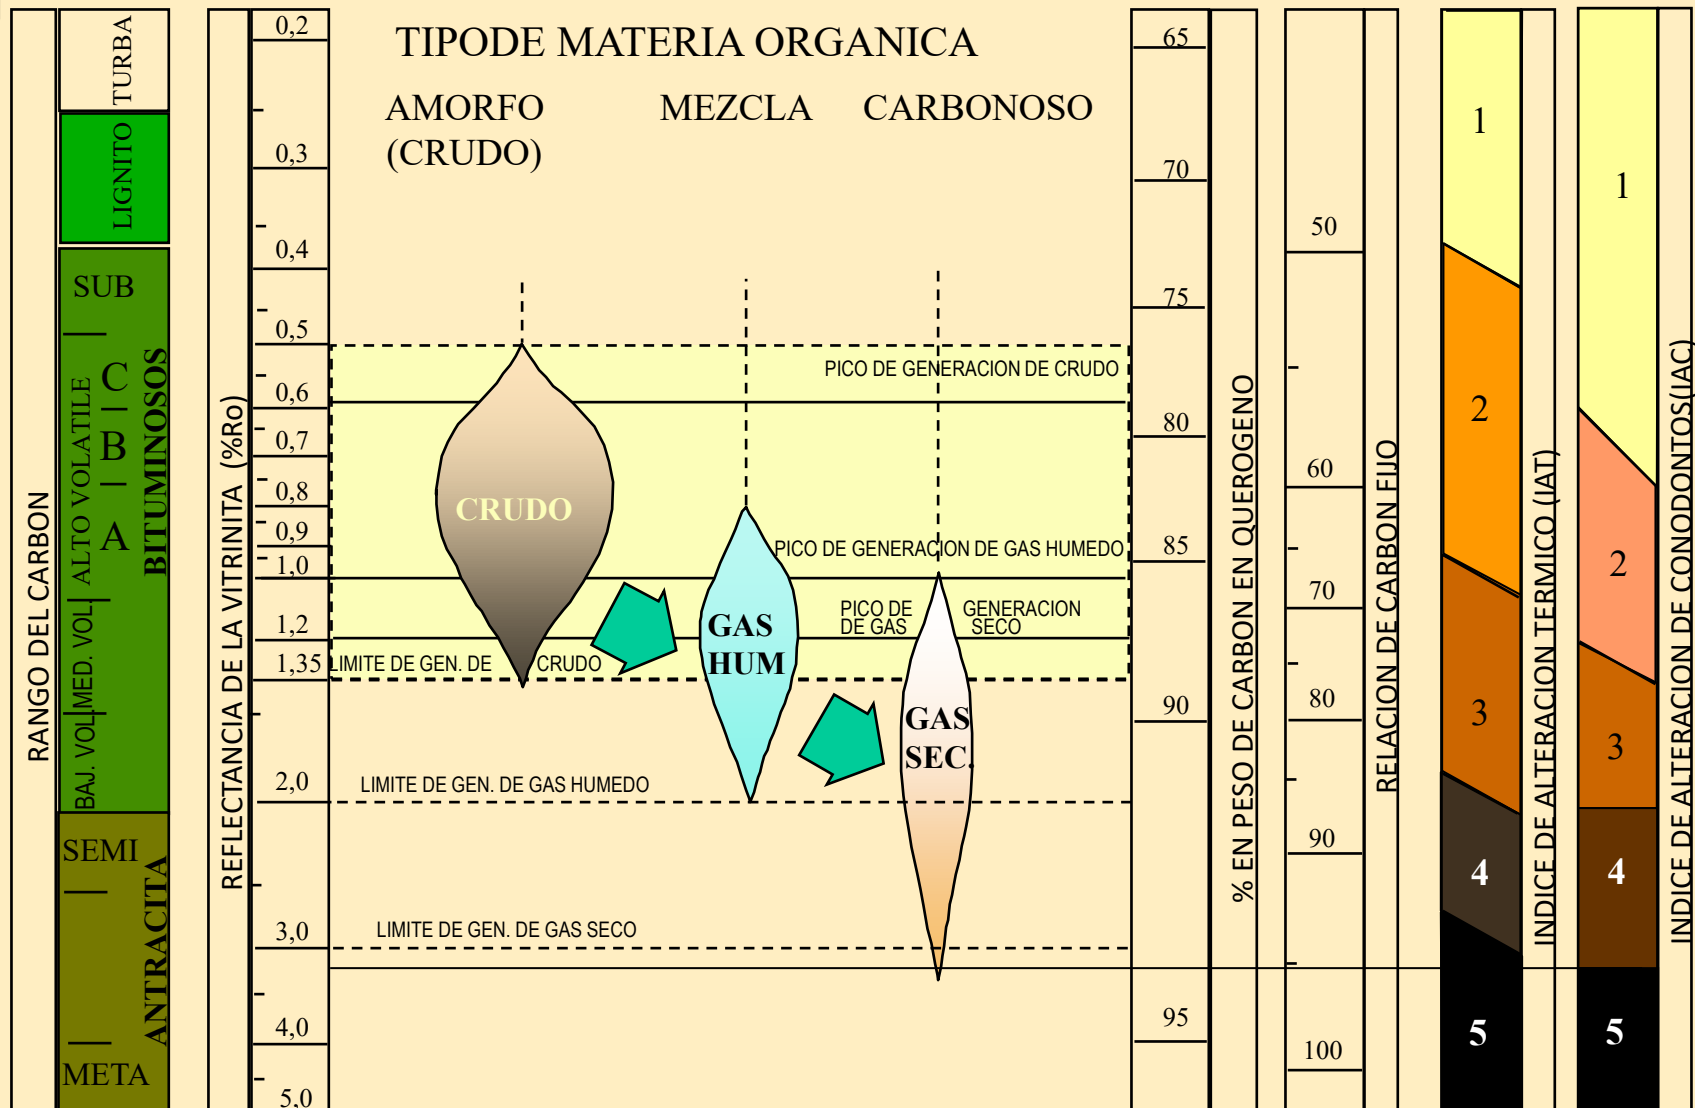 RANGO DEL CARBON
TURBA
LIGNITO
SUB
BITUMINOSOS
ALTO VOLATILE
C
B
A
MED. VOL.
BAJ. VOL.
SEMI
ANTRACITA
META
REFLECTANCIA DE LA VITRINITA (%Ro)
0,2
0,3
0,4
0,5
0,6
0,7
0,8
0,9
1,0
1,2
1,35
2,0
3,0
4,0
5,0
TIPODE MATERIA ORGANICA
AMORFO
(CRUDO)
MEZCLA
CARBONOSO
PICO DE GENERACION DE CRUDO
CRUDO
PICO DE GENERACION DE GAS HUMEDO
PICO DE GENERACION
DE GAS SECO
GAS
HUM
LIMITE DE GEN. DE CRUDO
GAS
SEC.
LIMITE DE GEN. DE GAS HUMEDO
LIMITE DE GEN. DE GAS SECO
65
70
75
80
85
90
95
% EN PESO DE CARBON EN QUEROGENO
50
60
70
80
90
100
RELACION DE CARBON FIJO
1
2
3
4
5
INDICE DE ALTERACION TERMICO (IAT)
1
2
3
4
5
INDICE DE ALTERACION DE CONODONTOS(IAC)